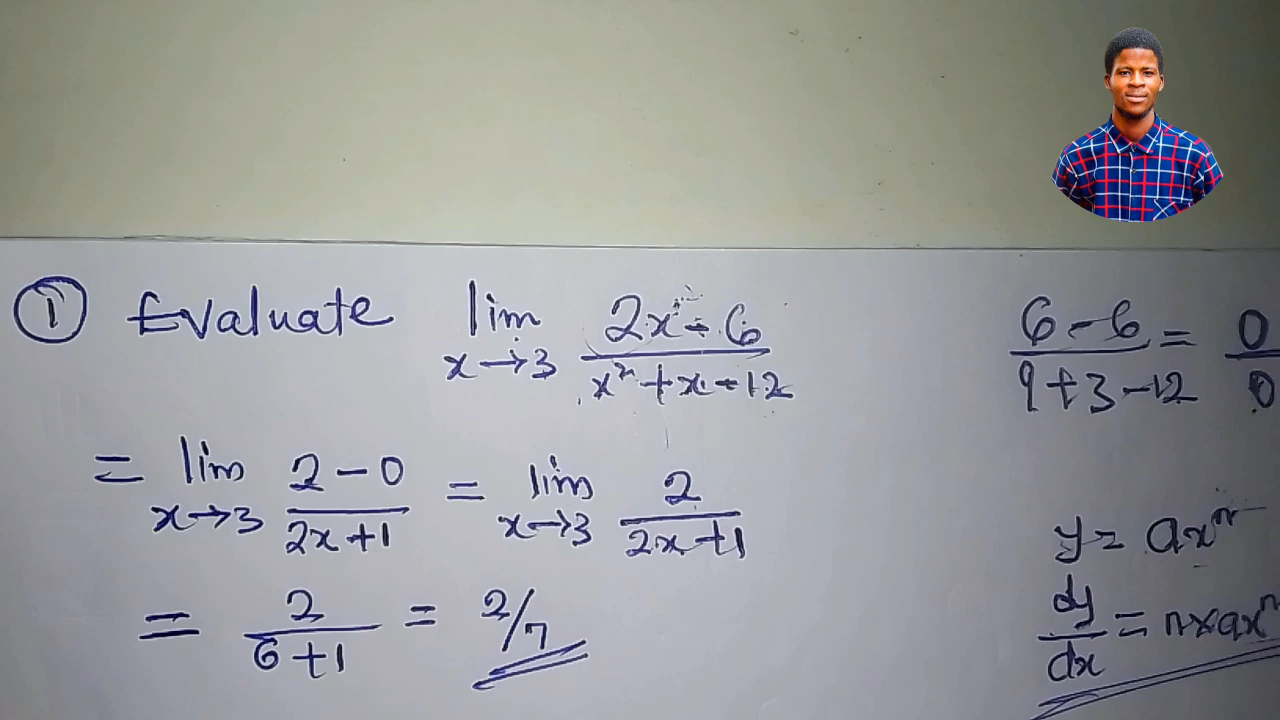 ① Evaluate lim x→3 (2x-6)/(x²+x-12)
(6-6)/(9+3-12) = 0/0
= lim x→3 (2-0)/(2x+1) = lim x→3 2/(2x+1)
= 2/(6+1) = 2/7
y = axⁿ
dy/dx = n×axⁿ